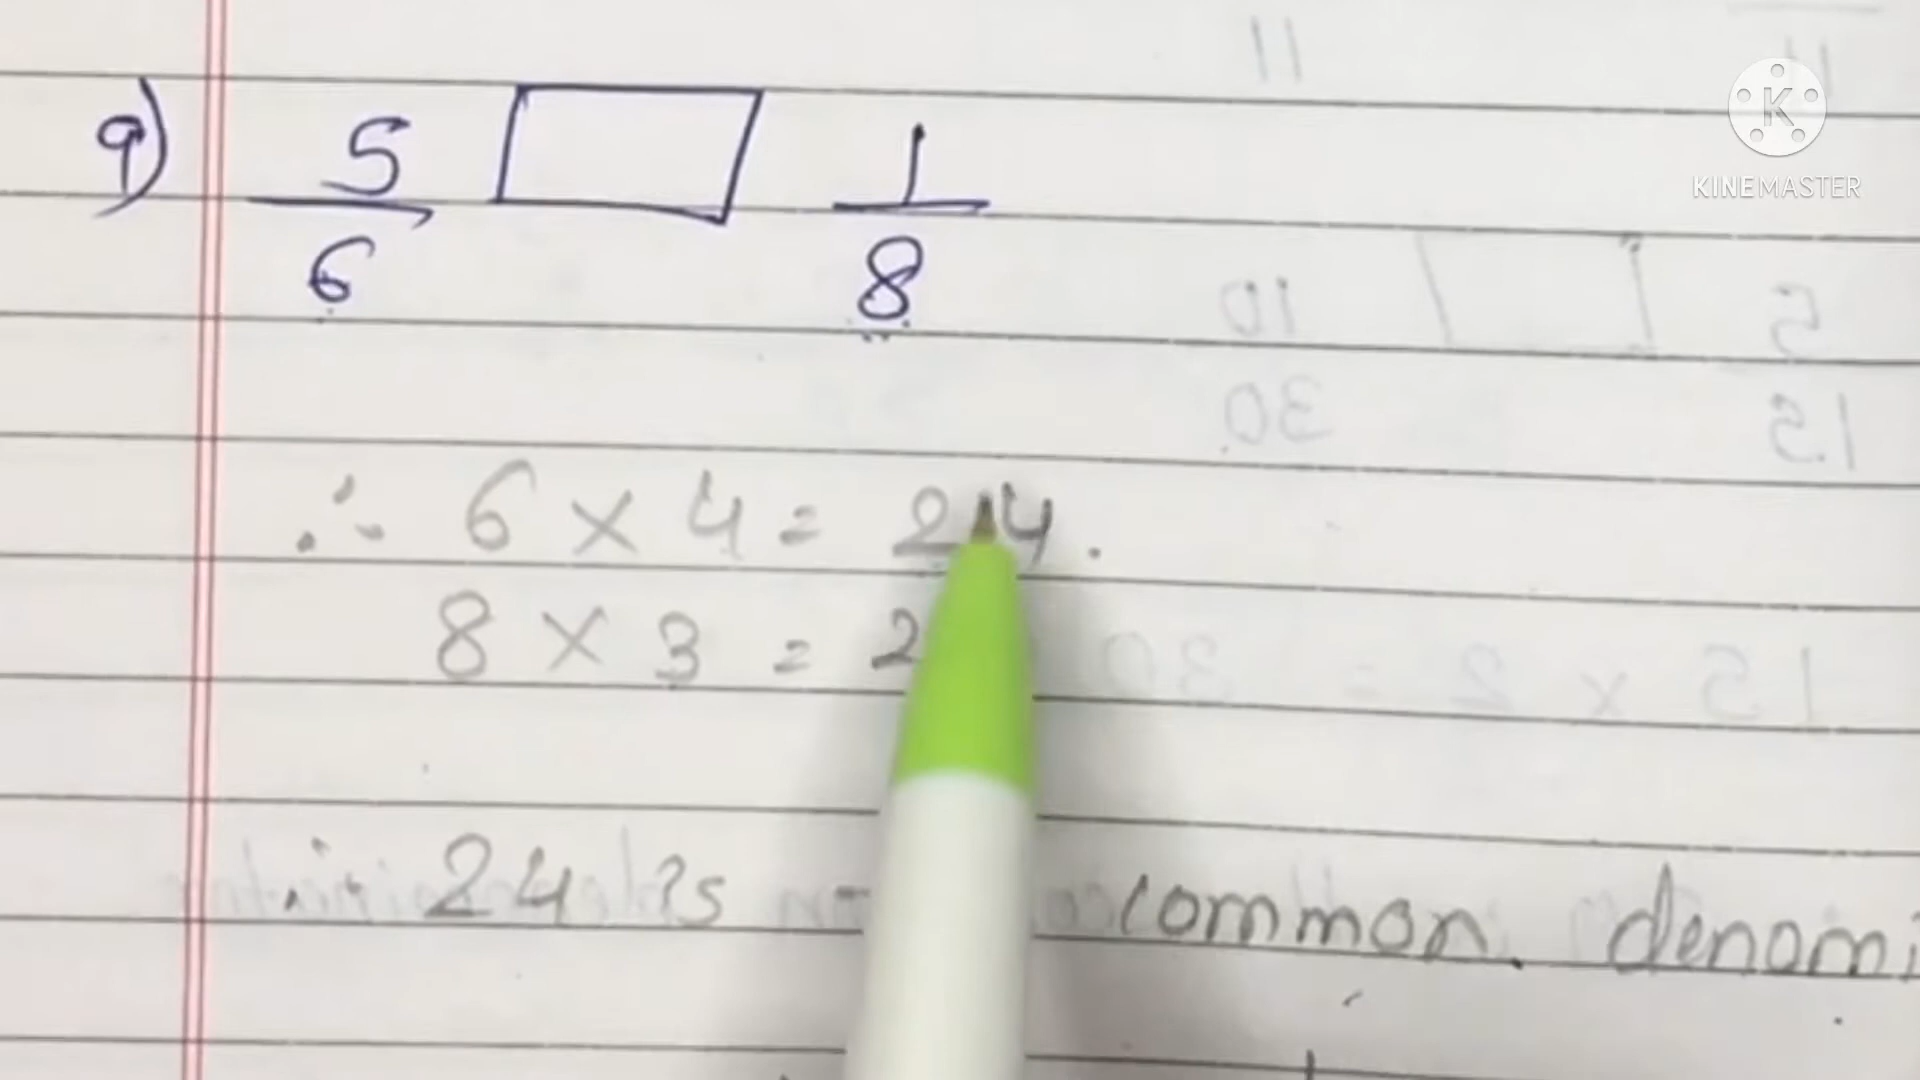 9) 5/6 □ 1/8
KINEMASTER
∴ 6 × 4 = 24.
8 × 3 = 2
∴ 24 is common denomi